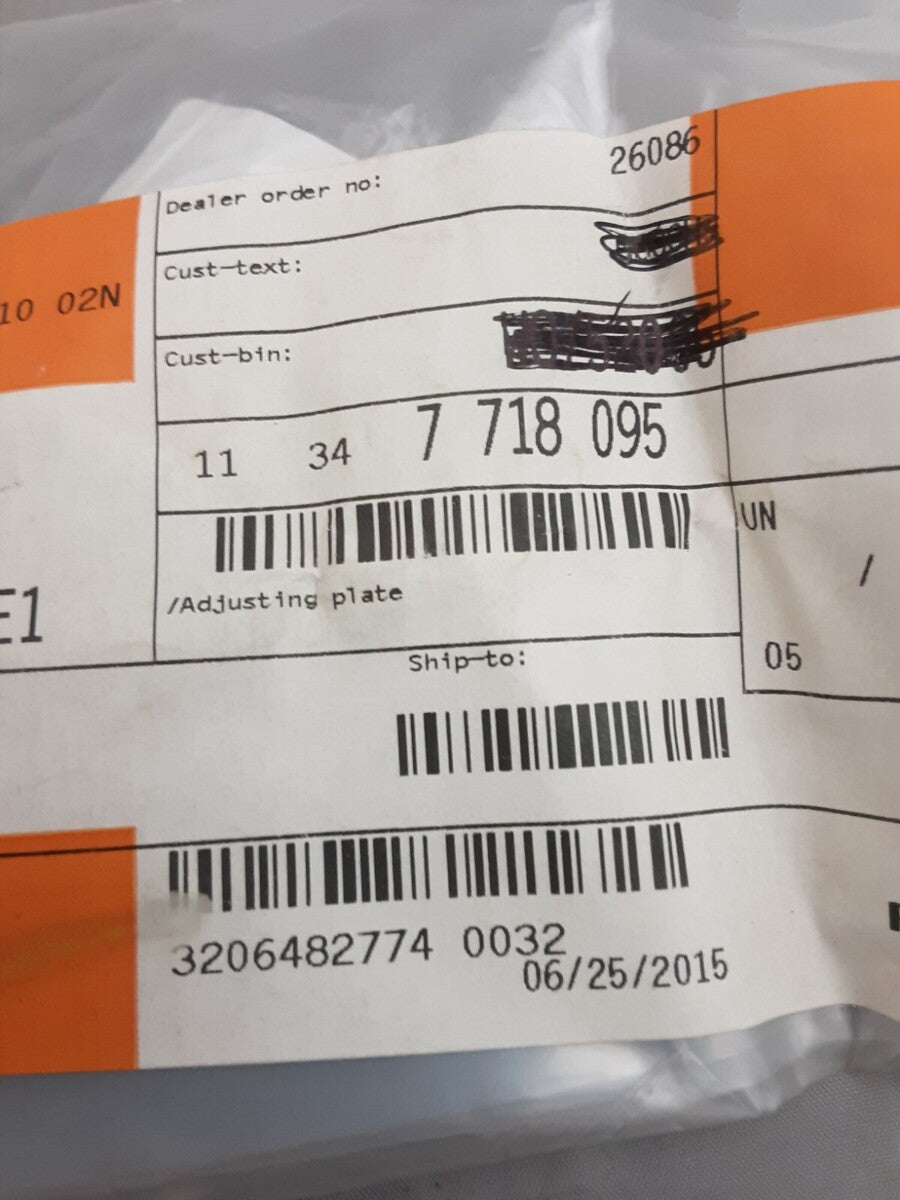 Dealer order no: 26086
Cust-text:
10 02N
Cust-bin:
11 34 7 718 095
UN
/
/Adjusting plate
E1
Ship-to:
05
3206482774 0032
06/25/2015